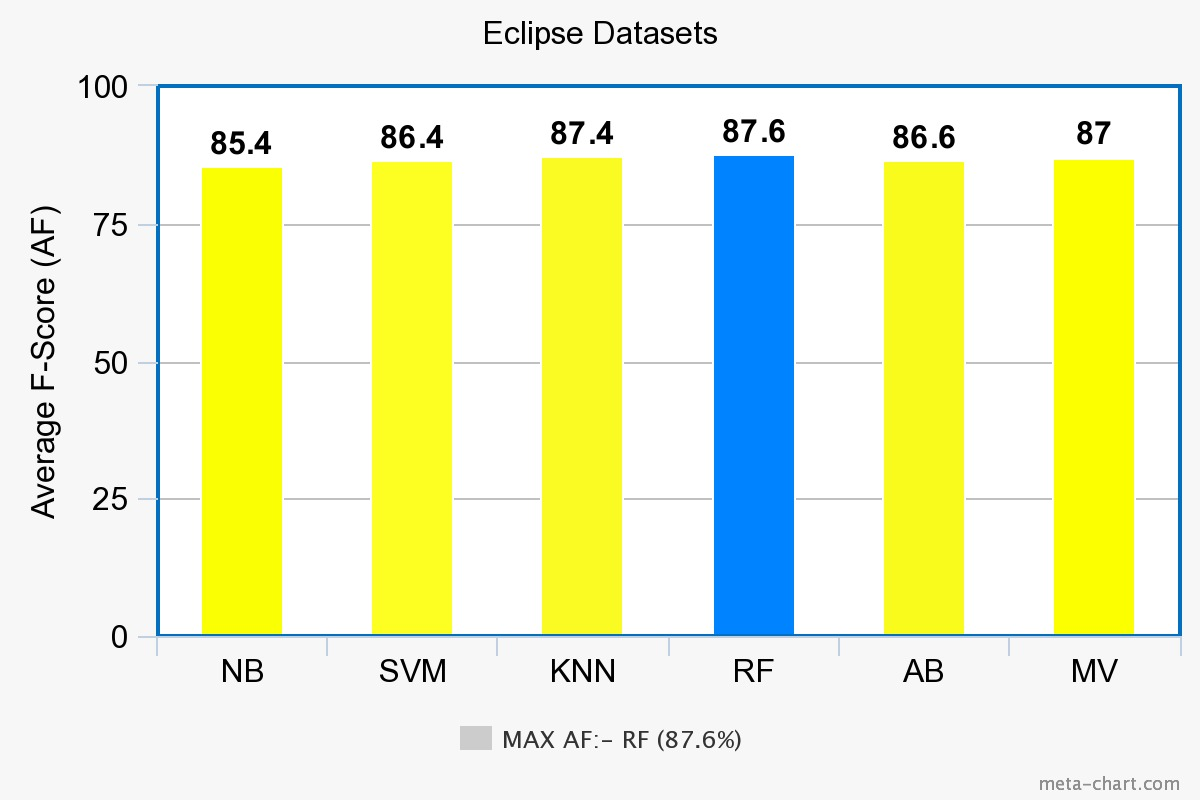 Eclipse Datasets
100
75
50
25
0
Average F-Score (AF)
85.4
86.4
87.4
87.6
86.6
87
NB
SVM
KNN
RF
AB
MV
MAX AF:- RF (87.6%)
meta-chart.com